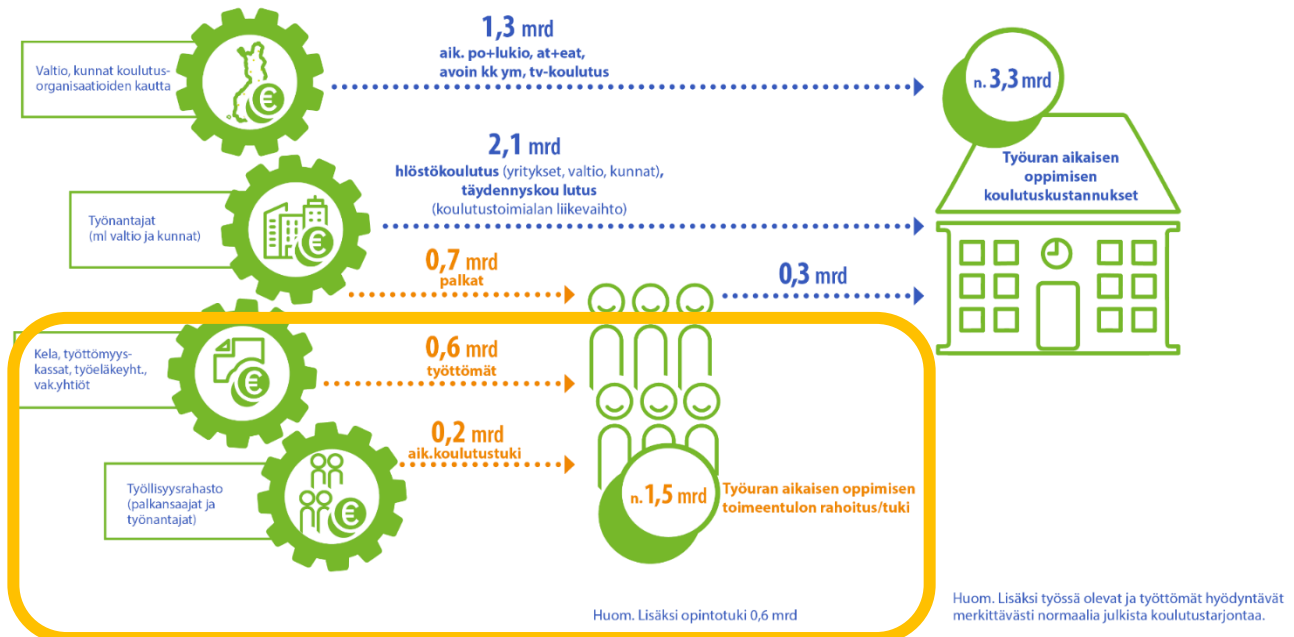 Valtio, kunnat koulutus-
organisaatioiden kautta
1,3 mrd
aik. po+lukio, at+eat,
avoin kk ym, tv-koulutus
n. 3,3 mrd
Työuran aikaisen
oppimisen
koulutuskustannukset
Työnantajat
(ml valtio ja kunnat)
2,1 mrd
hlöstökoulutus (yritykset, valtio, kunnat),
täydennyskou lutus
(koulutustoimialan liikevaihto)
0,7 mrd
palkat
0,3 mrd
Kela, työttömyys-
kassat, työeläkeyht.,
vak.yhtiöt
0,6 mrd
työttömät
Työllisyysrahasto
(palkansaajat ja
työnantajat)
0,2 mrd
aik.koulutustuki
n. 1,5 mrd
Työuran aikaisen oppimisen
toimeentulon rahoitus/tuki
Huom. Lisäksi opintotuki 0,6 mrd
Huom. Lisäksi työssä olevat ja työttömät hyödyntävät
merkittävästi normaalia julkista koulutustarjontaa.